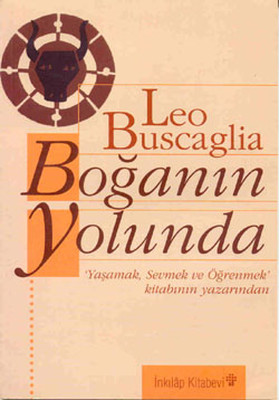 Leo
Buscaglia
Boğanın
Yolunda
'Yaşamak, Sevmek ve Öğrenmek'
kitabının yazarından
İnkılâp Kitabevi